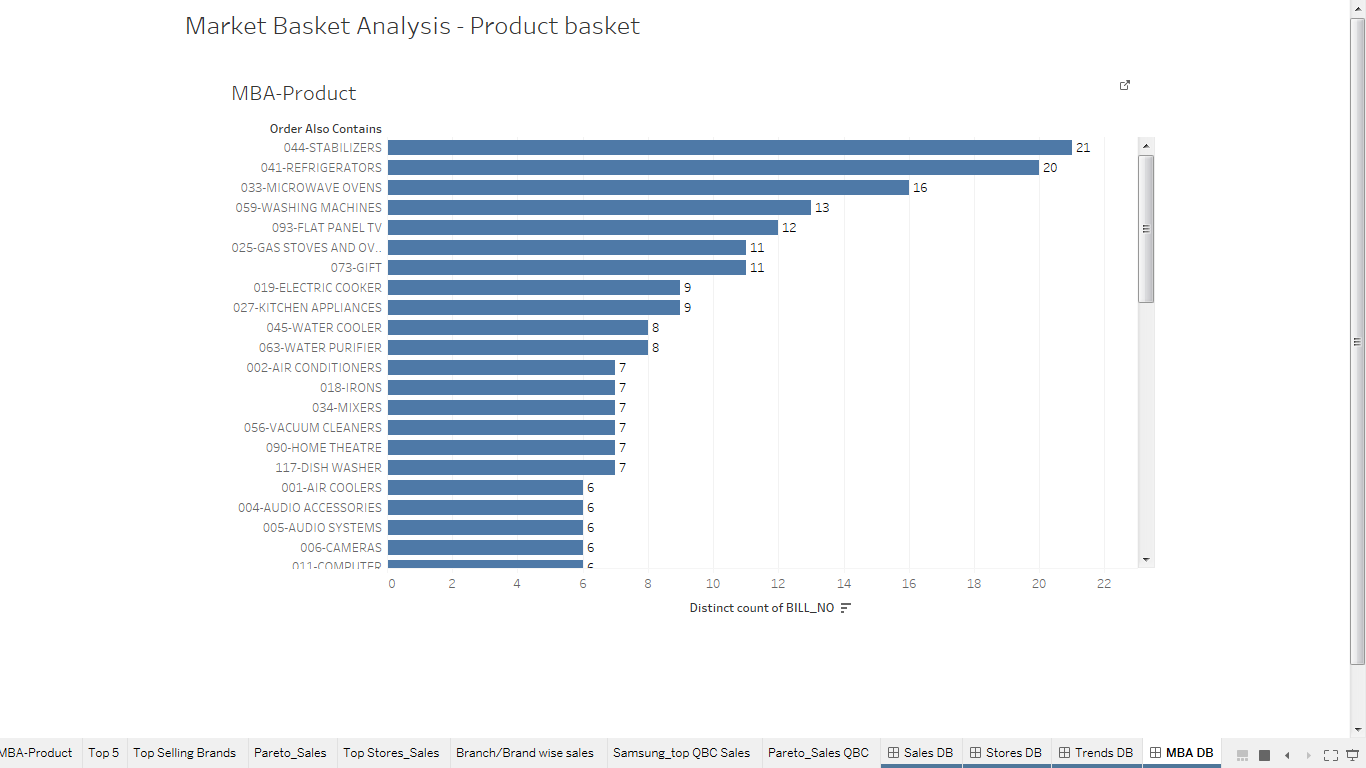 Market Basket Analysis - Product basket
MBA-Product
Order Also Contains
044-STABILIZERS 21
041-REFRIGERATORS 20
033-MICROWAVE OVENS 16
059-WASHING MACHINES 13
093-FLAT PANEL TV 12
025-GAS STOVES AND OV.. 11
073-GIFT 11
019-ELECTRIC COOKER 9
027-KITCHEN APPLIANCES 9
045-WATER COOLER 8
063-WATER PURIFIER 8
002-AIR CONDITIONERS 7
018-IRONS 7
034-MIXERS 7
056-VACUUM CLEANERS 7
090-HOME THEATRE 7
117-DISH WASHER 7
001-AIR COOLERS 6
004-AUDIO ACCESSORIES 6
005-AUDIO SYSTEMS 6
006-CAMERAS 6
011-COMPUTER 6
0 2 4 6 8 10 12 14 16 18 20 22
Distinct count of BILL_NO
MBA-Product Top 5 Top Selling Brands Pareto_Sales Top Stores_Sales Branch/Brand wise sales Samsung_top QBC Sales Pareto_Sales QBC Sales DB Stores DB Trends DB MBA DB